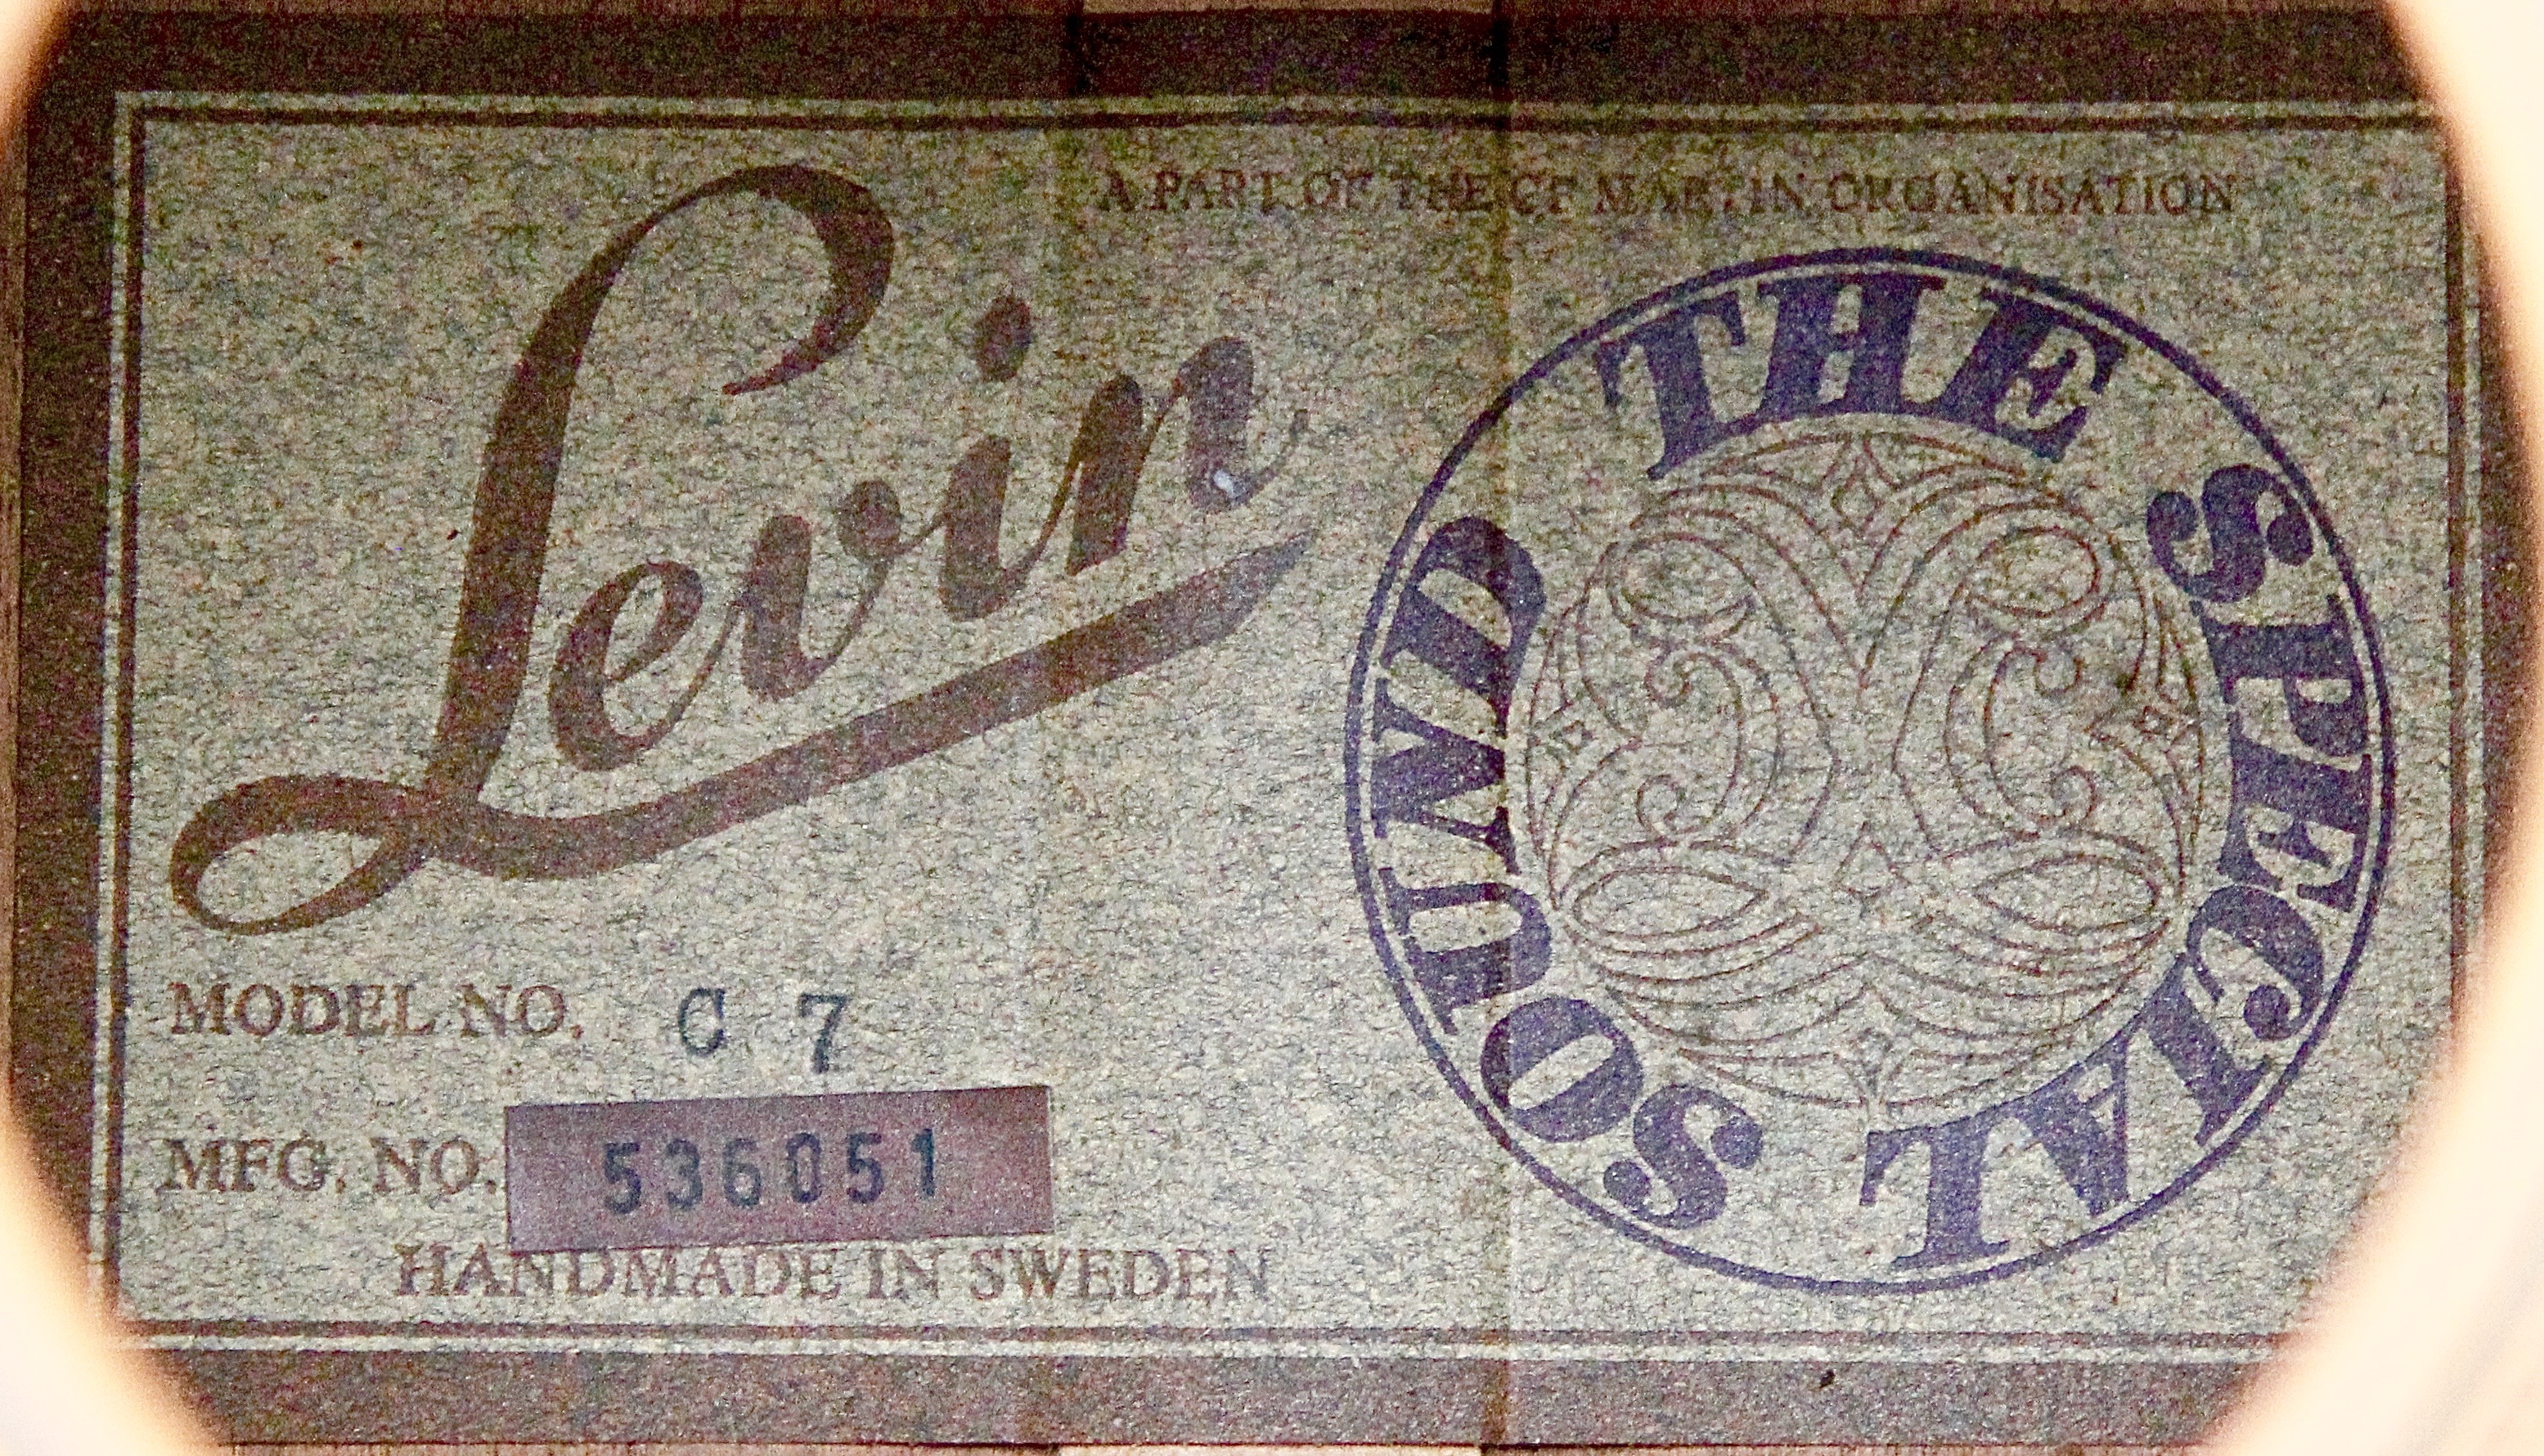 A PART OF THE CF MARTIN ORGANISATION
Levin
THE SPECIAL SOUND
MODEL NO. C 7
MFG. NO. 536051
HANDMADE IN SWEDEN